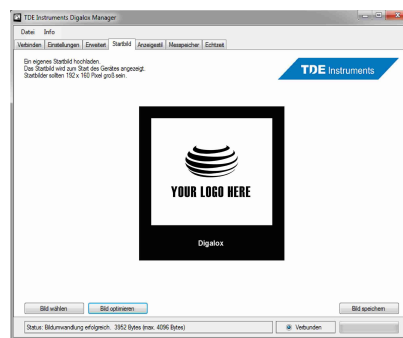 TDE Instruments Digalox Manager
Datei Info
Verbinden Einstellungen Erweitert Startbild Anzeigestil Messspeicher Echtzeit
Ein eigenes Startbild hochladen.
Das Startbild wird zum Start des Gerätes angezeigt.
Startbilder sollten 192 x 160 Pixel groß sein.
TDE Instruments
YOUR LOGO HERE
Digalox
Bild wählen Bild optimieren Bild speichern
Status: Bildumwandlung erfolgreich. 3952 Bytes (max. 4096 Bytes) Verbunden